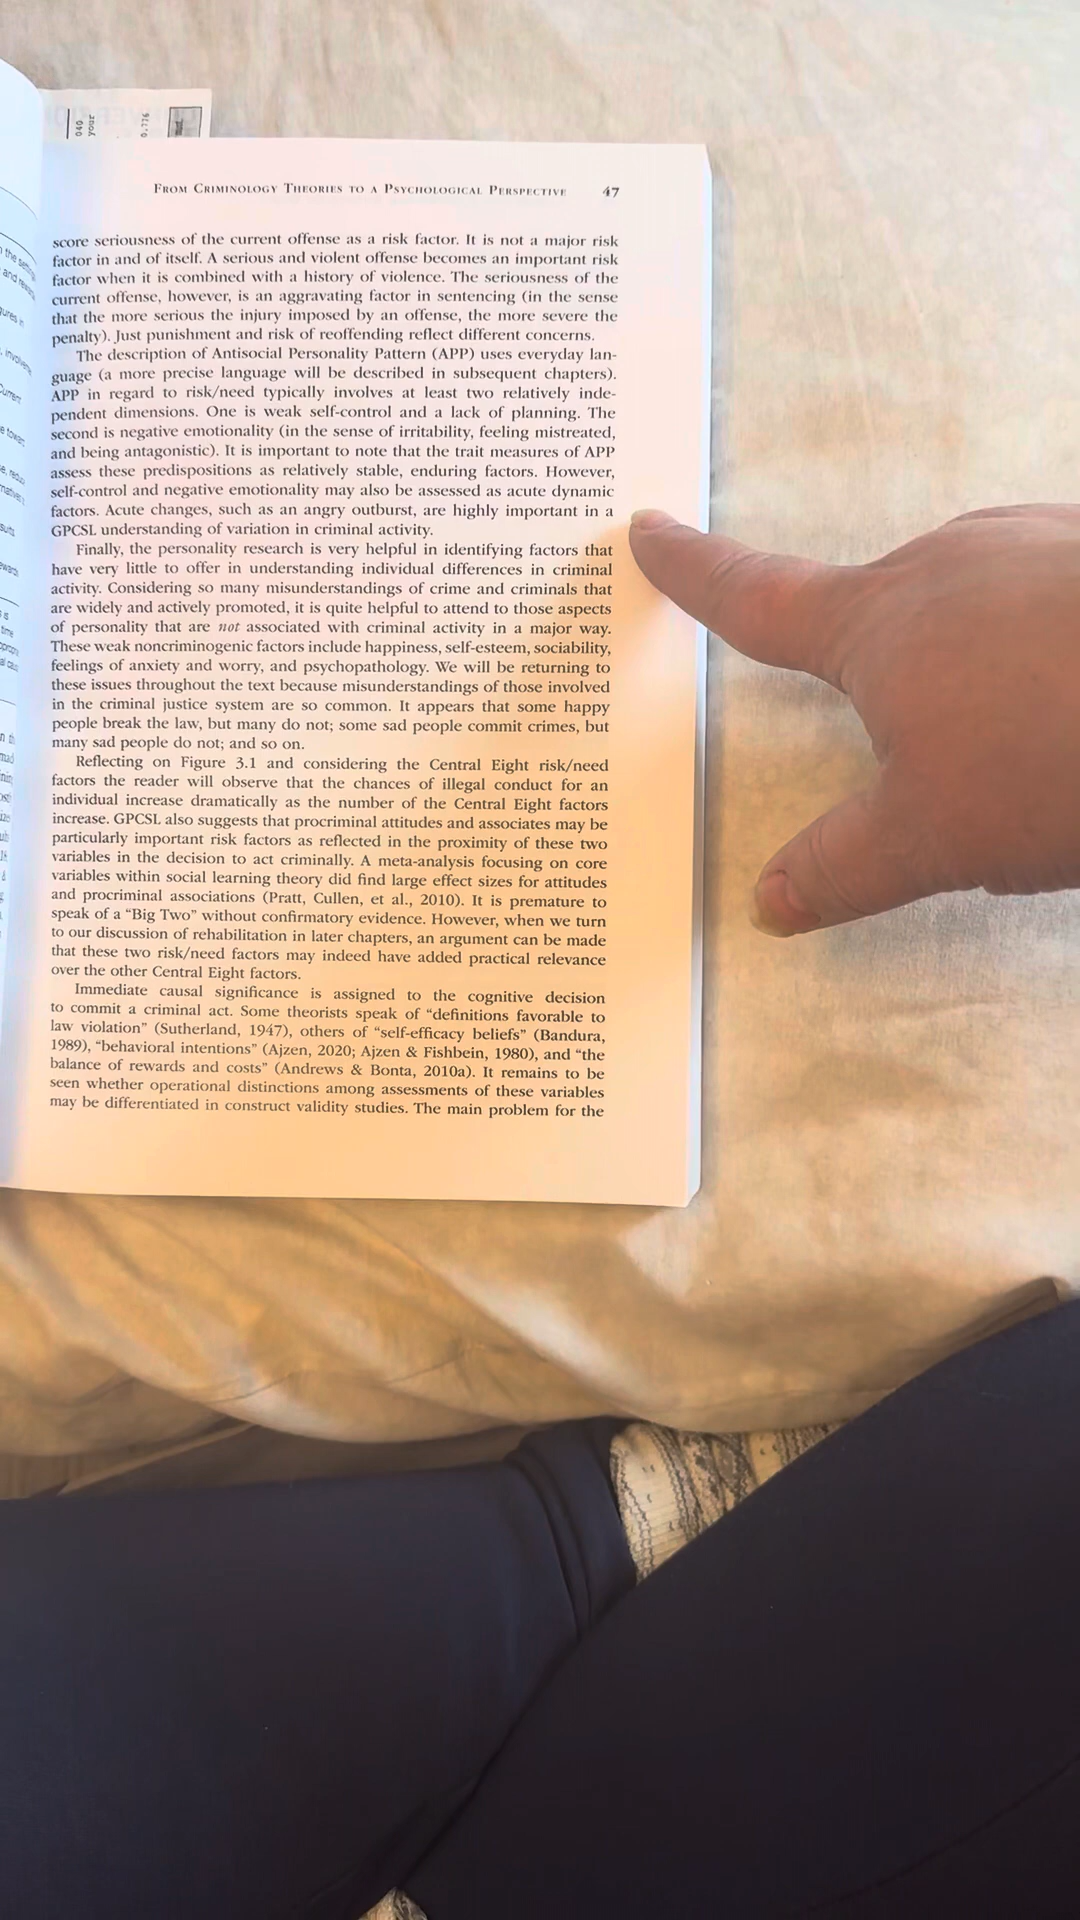 040
your
0.776
FROM CRIMINOLOGY THEORIES TO A PSYCHOLOGICAL PERSPECTIVE 47
score seriousness of the current offense as a risk factor. It is not a major risk
factor in and of itself. A serious and violent offense becomes an important risk
factor when it is combined with a history of violence. The seriousness of the
current offense, however, is an aggravating factor in sentencing (in the sense
that the more serious the injury imposed by an offense, the more severe the
penalty). Just punishment and risk of reoffending reflect different concerns.
The description of Antisocial Personality Pattern (APP) uses everyday lan-
guage (a more precise language will be described in subsequent chapters).
APP in regard to risk/need typically involves at least two relatively inde-
pendent dimensions. One is weak self-control and a lack of planning. The
second is negative emotionality (in the sense of irritability, feeling mistreated,
and being antagonistic). It is important to note that the trait measures of APP
assess these predispositions as relatively stable, enduring factors. However,
self-control and negative emotionality may also be assessed as acute dynamic
factors. Acute changes, such as an angry outburst, are highly important in a
GPCSL understanding of variation in criminal activity.
Finally, the personality research is very helpful in identifying factors that
have very little to offer in understanding individual differences in criminal
activity. Considering so many misunderstandings of crime and criminals that
are widely and actively promoted, it is quite helpful to attend to those aspects
of personality that are not associated with criminal activity in a major way.
These weak noncriminogenic factors include happiness, self-esteem, sociability,
feelings of anxiety and worry, and psychopathology. We will be returning to
these issues throughout the text because misunderstandings of those involved
in the criminal justice system are so common. It appears that some happy
people break the law, but many do not; some sad people commit crimes, but
many sad people do not; and so on.
Reflecting on Figure 3.1 and considering the Central Eight risk/need
factors the reader will observe that the chances of illegal conduct for an
individual increase dramatically as the number of the Central Eight factors
increase. GPCSL also suggests that procriminal attitudes and associates may be
particularly important risk factors as reflected in the proximity of these two
variables in the decision to act criminally. A meta-analysis focusing on core
variables within social learning theory did find large effect sizes for attitudes
and procriminal associations (Pratt, Cullen, et al., 2010). It is premature to
speak of a “Big Two” without confirmatory evidence. However, when we turn
to our discussion of rehabilitation in later chapters, an argument can be made
that these two risk/need factors may indeed have added practical relevance
over the other Central Eight factors.
Immediate causal significance is assigned to the cognitive decision
to commit a criminal act. Some theorists speak of “definitions favorable to
law violation” (Sutherland, 1947), others of “self-efficacy beliefs” (Bandura,
1989), “behavioral intentions” (Ajzen, 2020; Ajzen & Fishbein, 1980), and “the
balance of rewards and costs” (Andrews & Bonta, 2010a). It remains to be
seen whether operational distinctions among assessments of these variables
may be differentiated in construct validity studies. The main problem for the